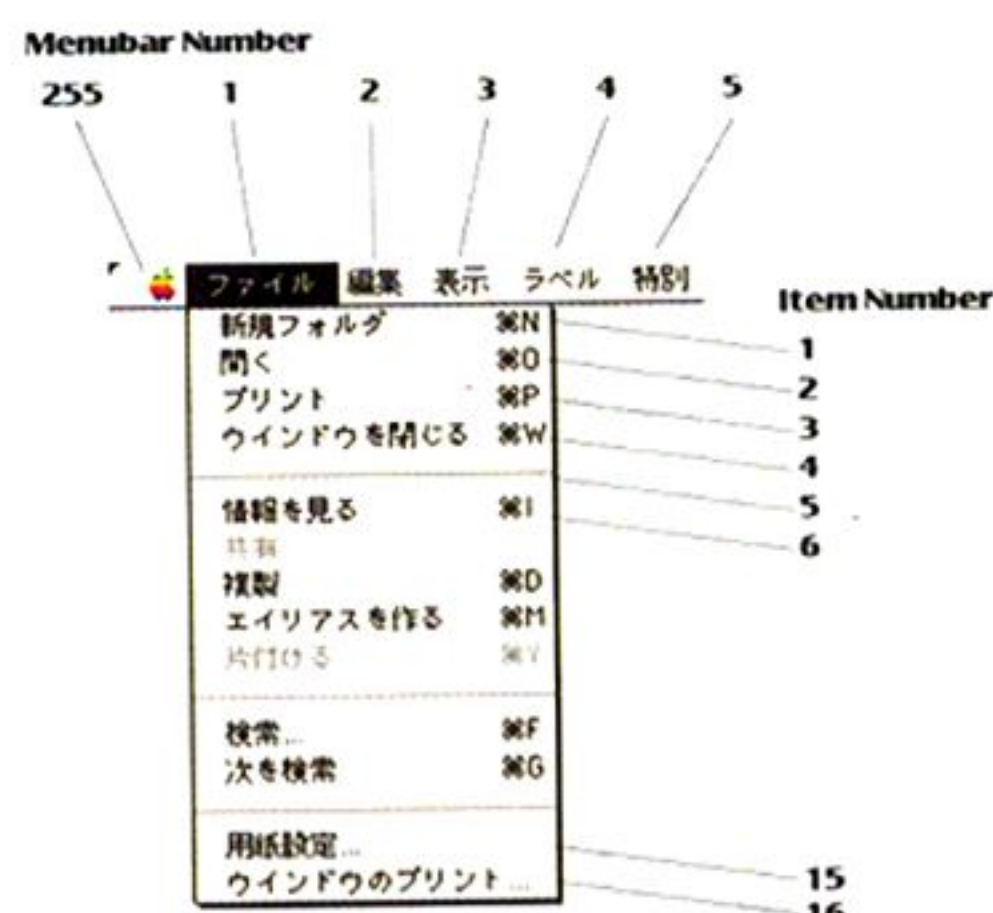 Menubar Number
255 1 2 3 4 5
ファイル 編集 表示 ラベル 特別
Item Number
新規フォルダ ⌘N
1
開く ⌘O
2
プリント ⌘P
3
ウインドウを閉じる ⌘W
4
5
情報を見る ⌘I
6
共有
複製 ⌘D
エイリアスを作る ⌘M
片付ける ⌘Y
検索...
⌘F
次を検索 ⌘G
用紙設定...
15
ウインドウのプリント...
16